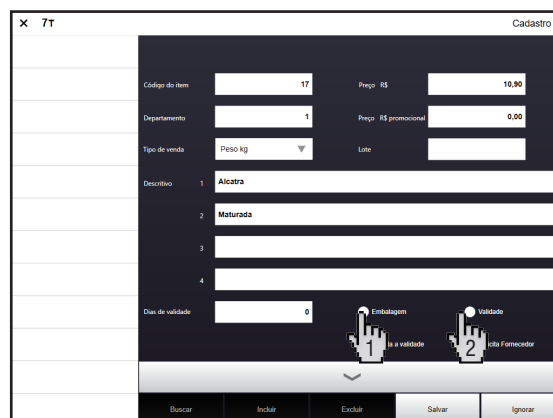 × 7T Cadastro
Código do item 17 Preço R$ 10,90
Departamento 1 Preço R$ promocional 0,00
Tipo de venda Peso kg Lote
Descritivo 1 Alcatra
2 Maturada
3
4
Dias de validade 0 Embalagem Validade
a validade Fornecedor
1 2
Buscar Incluir Excluir Salvar Ignorar